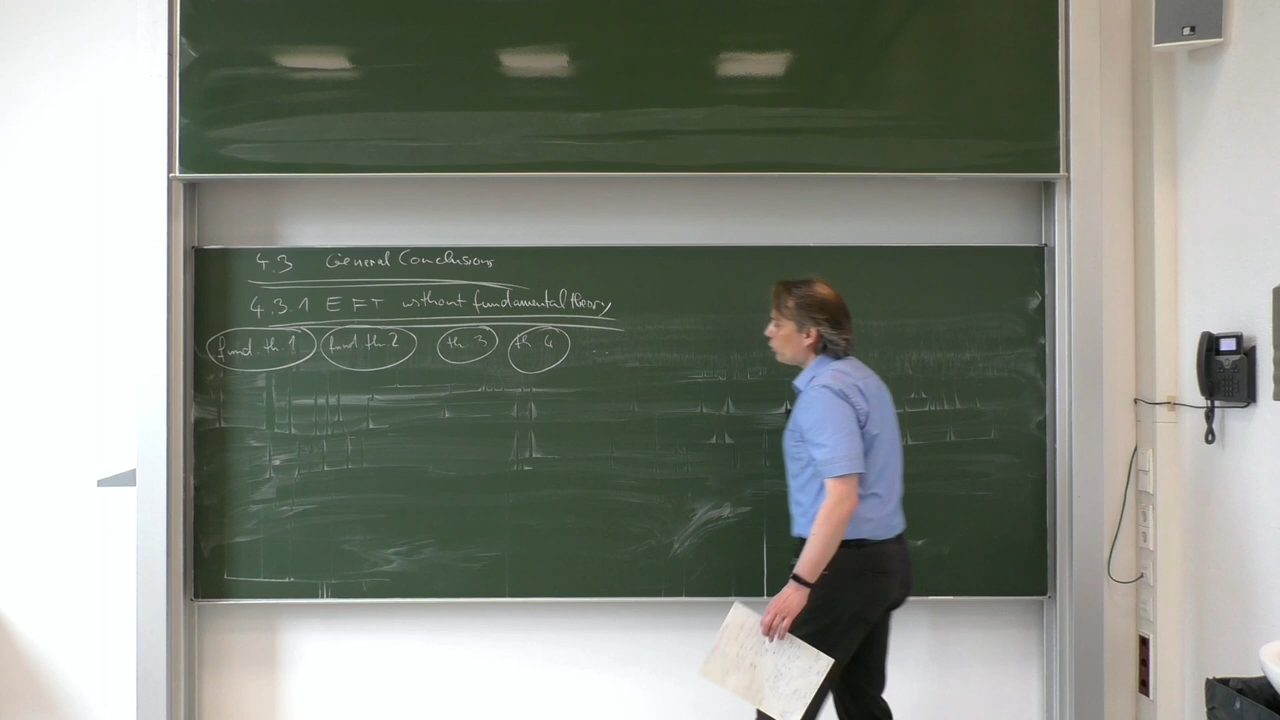 4.3 General Conclusions
4.3.1 EFT without fundamental theory
fund. th. 1 fund th. 2 th. 3 th. 4 ...